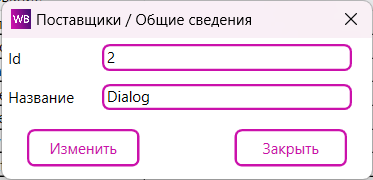 WB Поставщики / Общие сведения
Id 2
Название Dialog
Изменить Закрыть